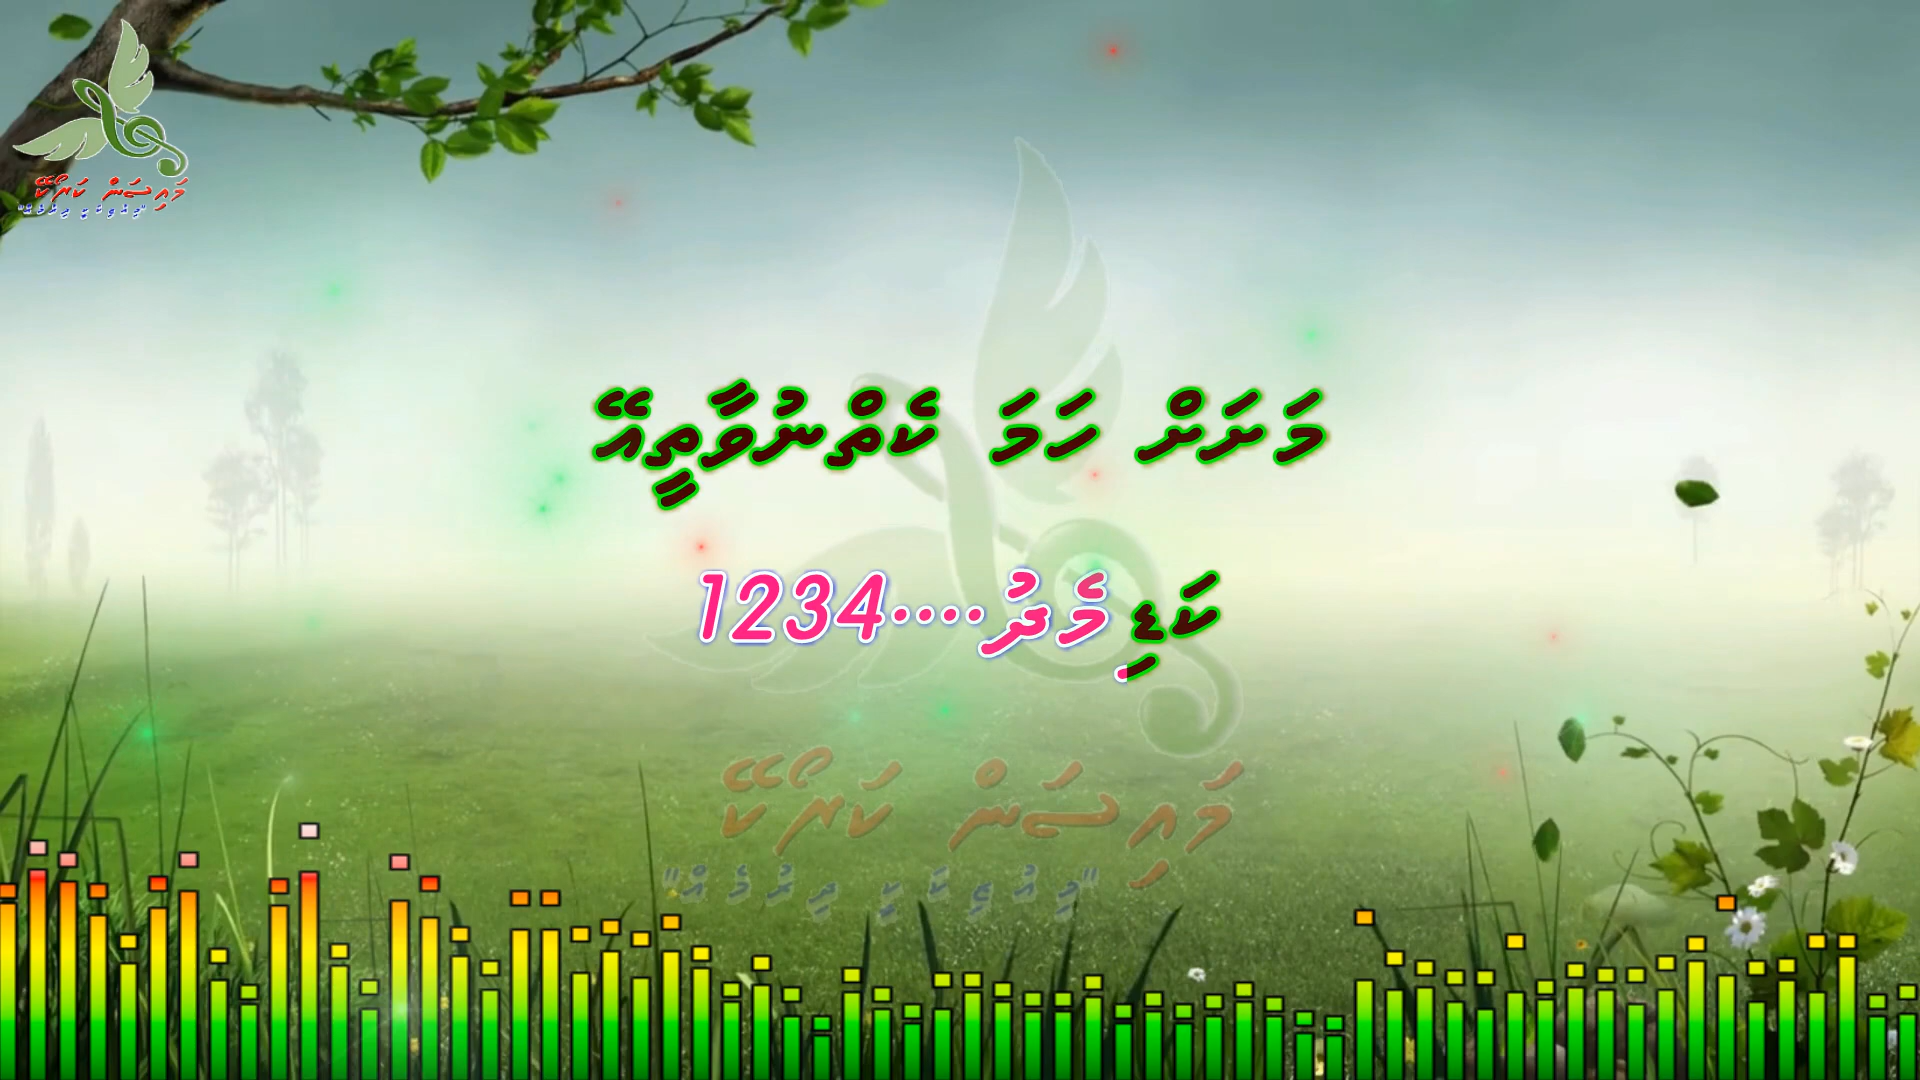 މަށަށް ހަމަ ކެތްނުވާތީއޭ
ކަޑިމެދު....1234
މައިސަން ކަރޯކޭ
"މިއުޒިކަކީ ދިރުމެއް"
މައިސަން ކަރޯކޭ
"މިއުޒިކަކީ ދިރުމެއް"